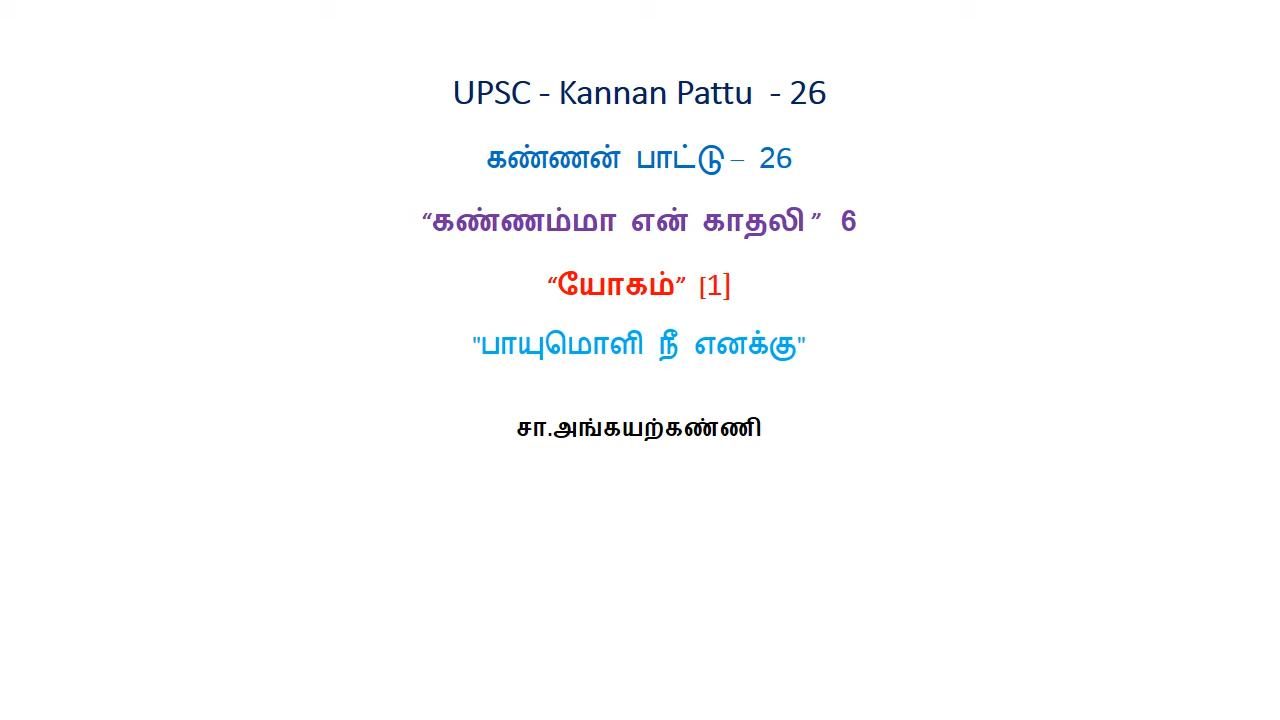 UPSC - Kannan Pattu - 26
கண்ணன் பாட்டு – 26
“கண்ணம்மா என் காதலி ” 6
“யோகம்” [1]
"பாயுமொளி நீ எனக்கு"
சா.அங்கயற்கண்ணி